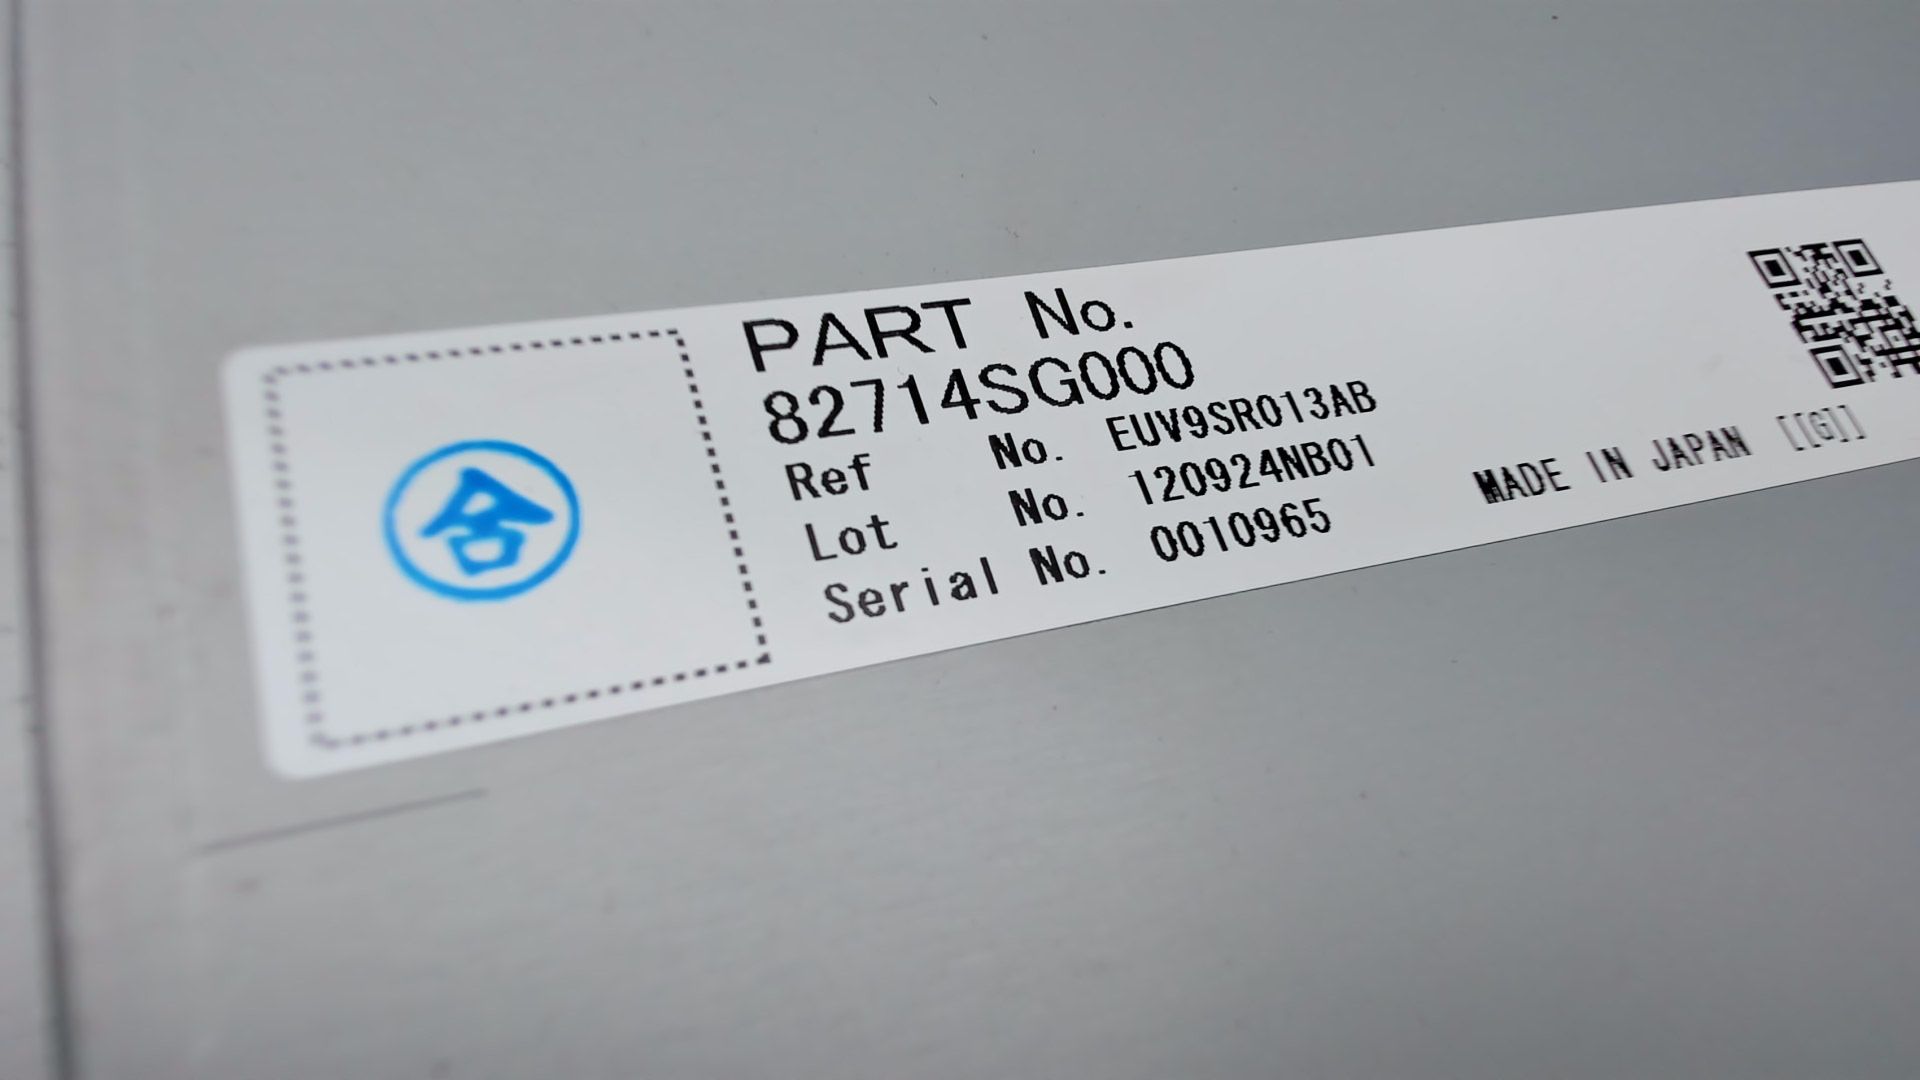 合
PART No.
82714SG000
Ref No. EUV9SR013AB
Lot No. 120924NB01
Serial No. 0010965
MADE IN JAPAN [[G]]